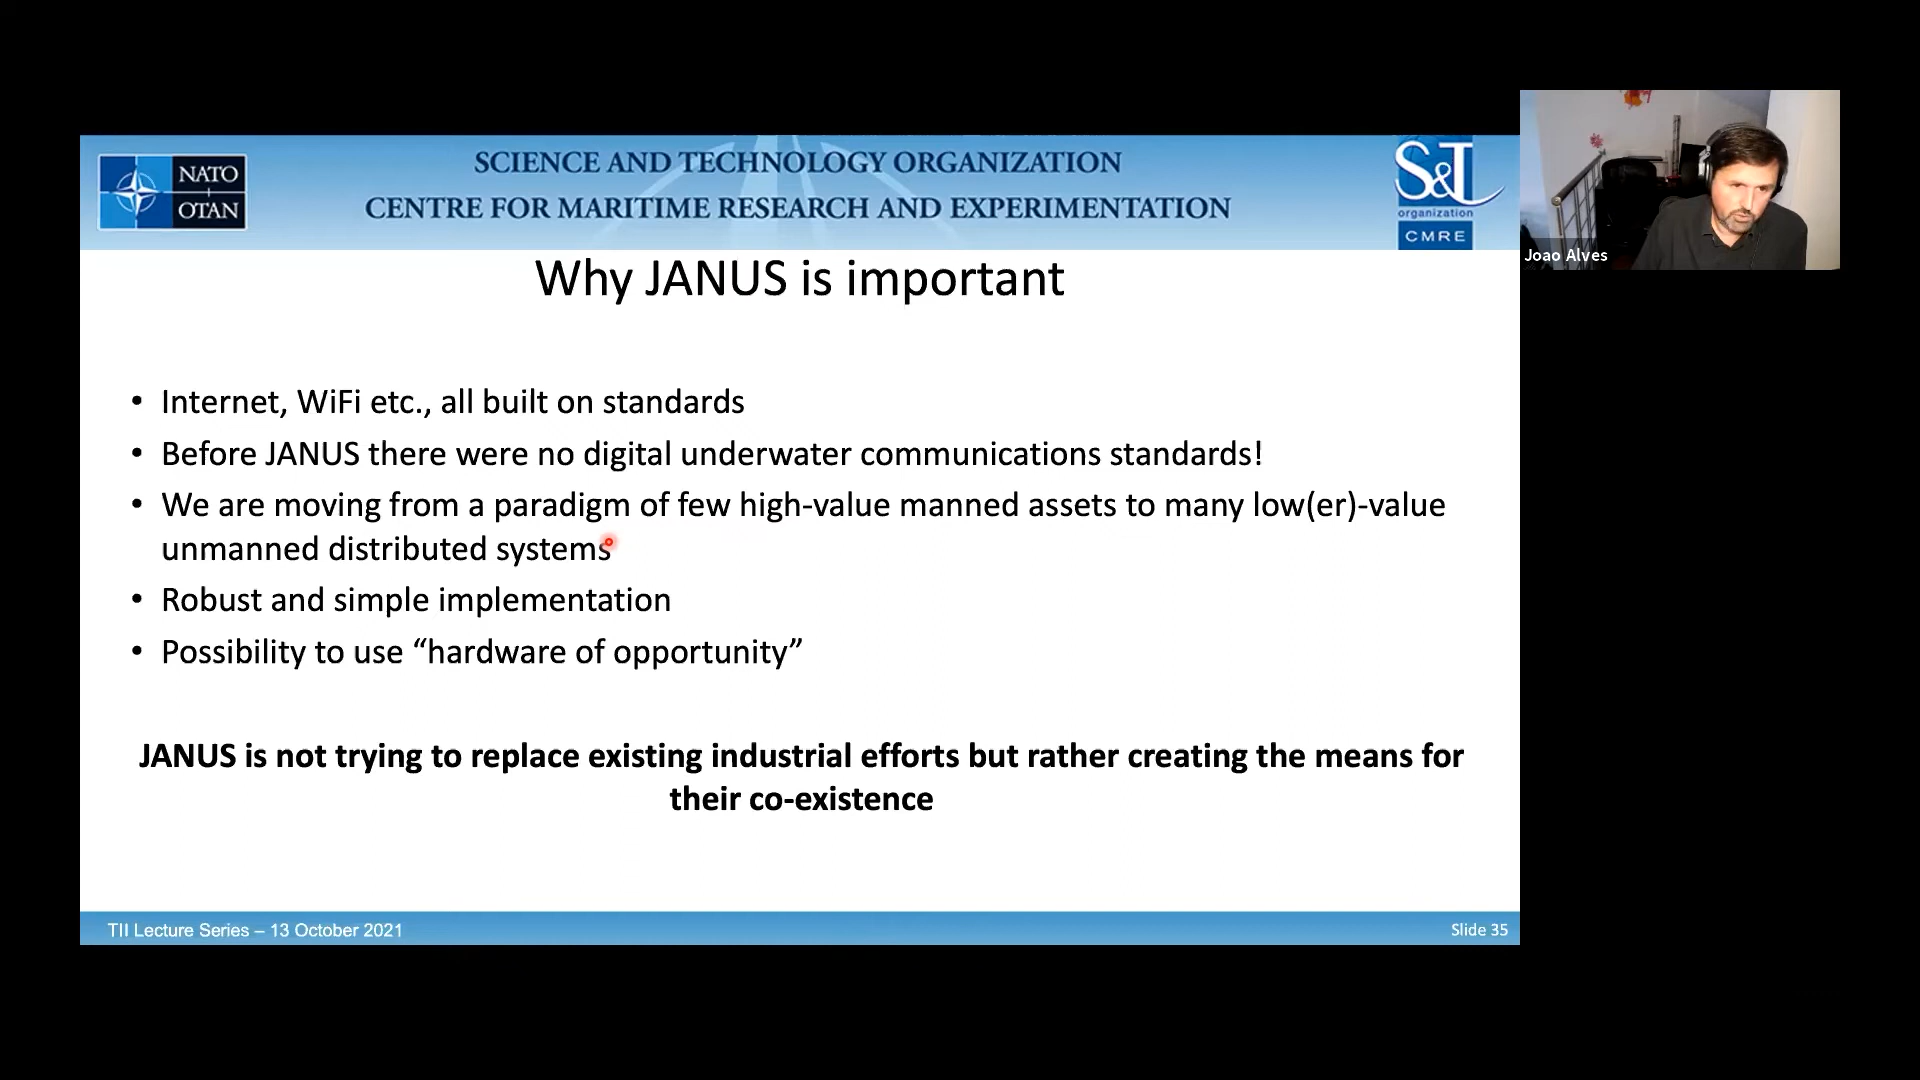 NATO
OTAN
SCIENCE AND TECHNOLOGY ORGANIZATION
CENTRE FOR MARITIME RESEARCH AND EXPERIMENTATION
S&T
organization
CMRE
Joao Alves
Why JANUS is important
• Internet, WiFi etc., all built on standards
• Before JANUS there were no digital underwater communications standards!
• We are moving from a paradigm of few high-value manned assets to many low(er)-value
unmanned distributed systems
• Robust and simple implementation
• Possibility to use “hardware of opportunity”
JANUS is not trying to replace existing industrial efforts but rather creating the means for
their co-existence
TII Lecture Series – 13 October 2021
Slide 35